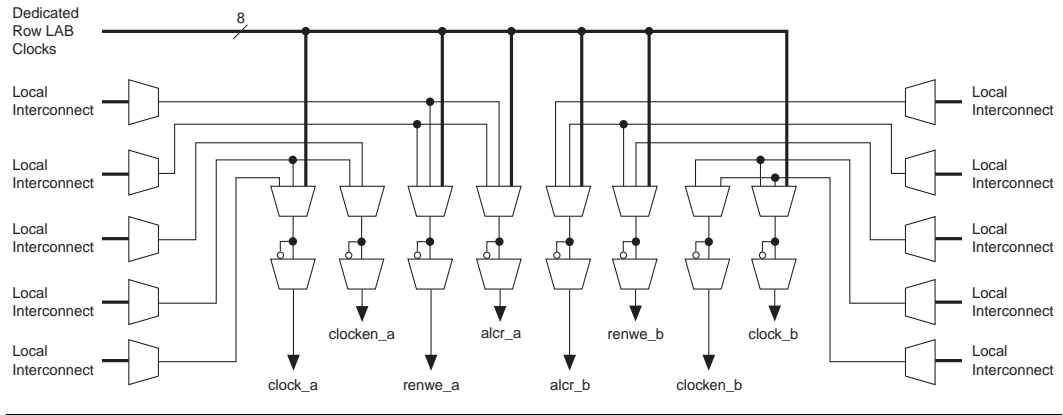 Dedicated
Row LAB
Clocks
8
Local
Interconnect
Local
Interconnect
Local
Interconnect
Local
Interconnect
Local
Interconnect
Local
Interconnect
Local
Interconnect
Local
Interconnect
Local
Interconnect
Local
Interconnect
clocken_a
alcr_a
renwe_b
clock_b
clock_a
renwe_a
alcr_b
clocken_b